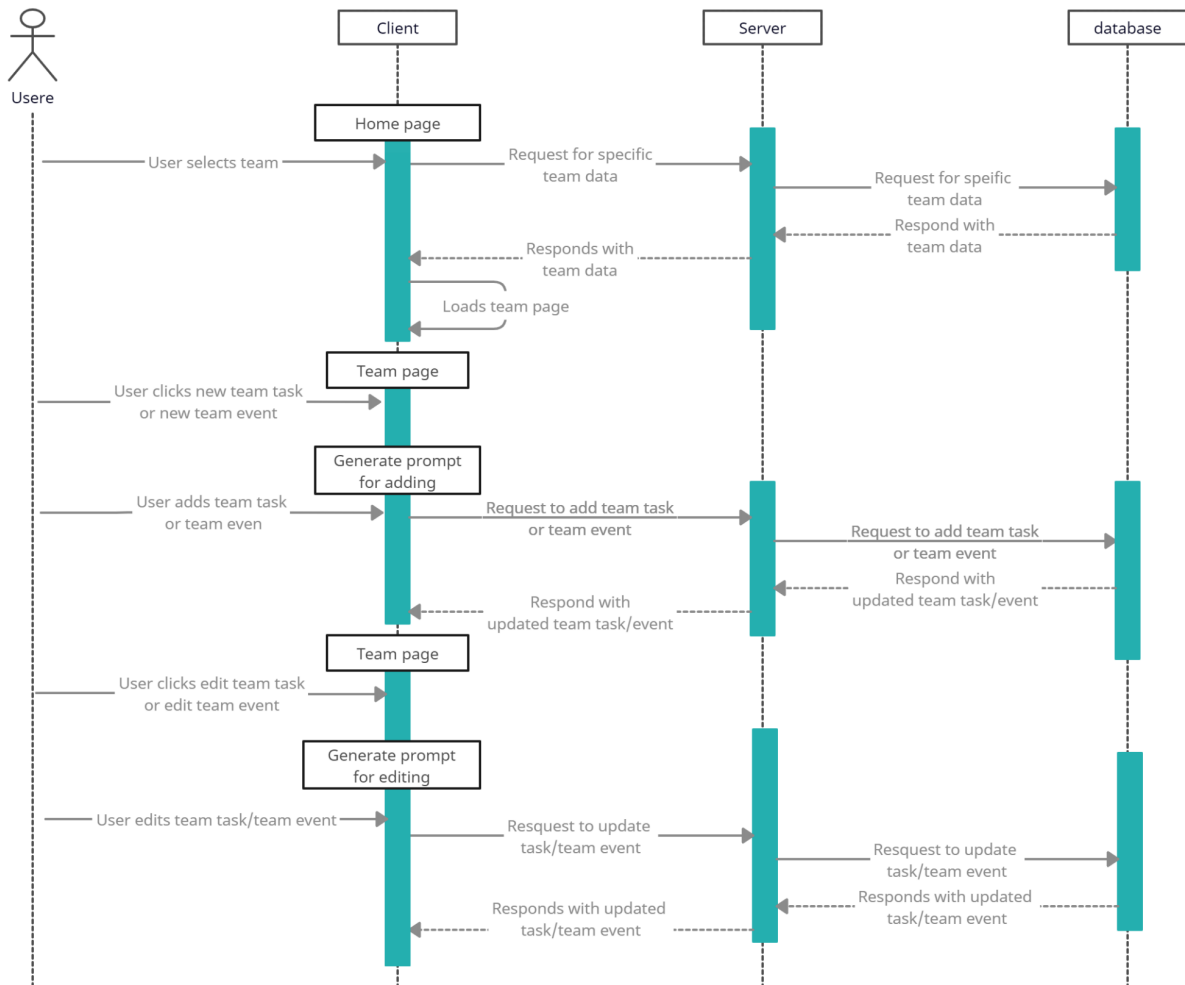 Usere
Client
Server
database
Home page
User selects team
Request for specific
team data
Request for speific
team data
Respond with
team data
Responds with
team data
Loads team page
Team page
User clicks new team task
or new team event
Generate prompt
for adding
User adds team task
or team even
Request to add team task
or team event
Request to add team task
or team event
Respond with
updated team task/event
Respond with
updated team task/event
Team page
User clicks edit team task
or edit team event
Generate prompt
for editing
User edits team task/team event
Resquest to update
task/team event
Resquest to update
task/team event
Responds with updated
task/team event
Responds with updated
task/team event